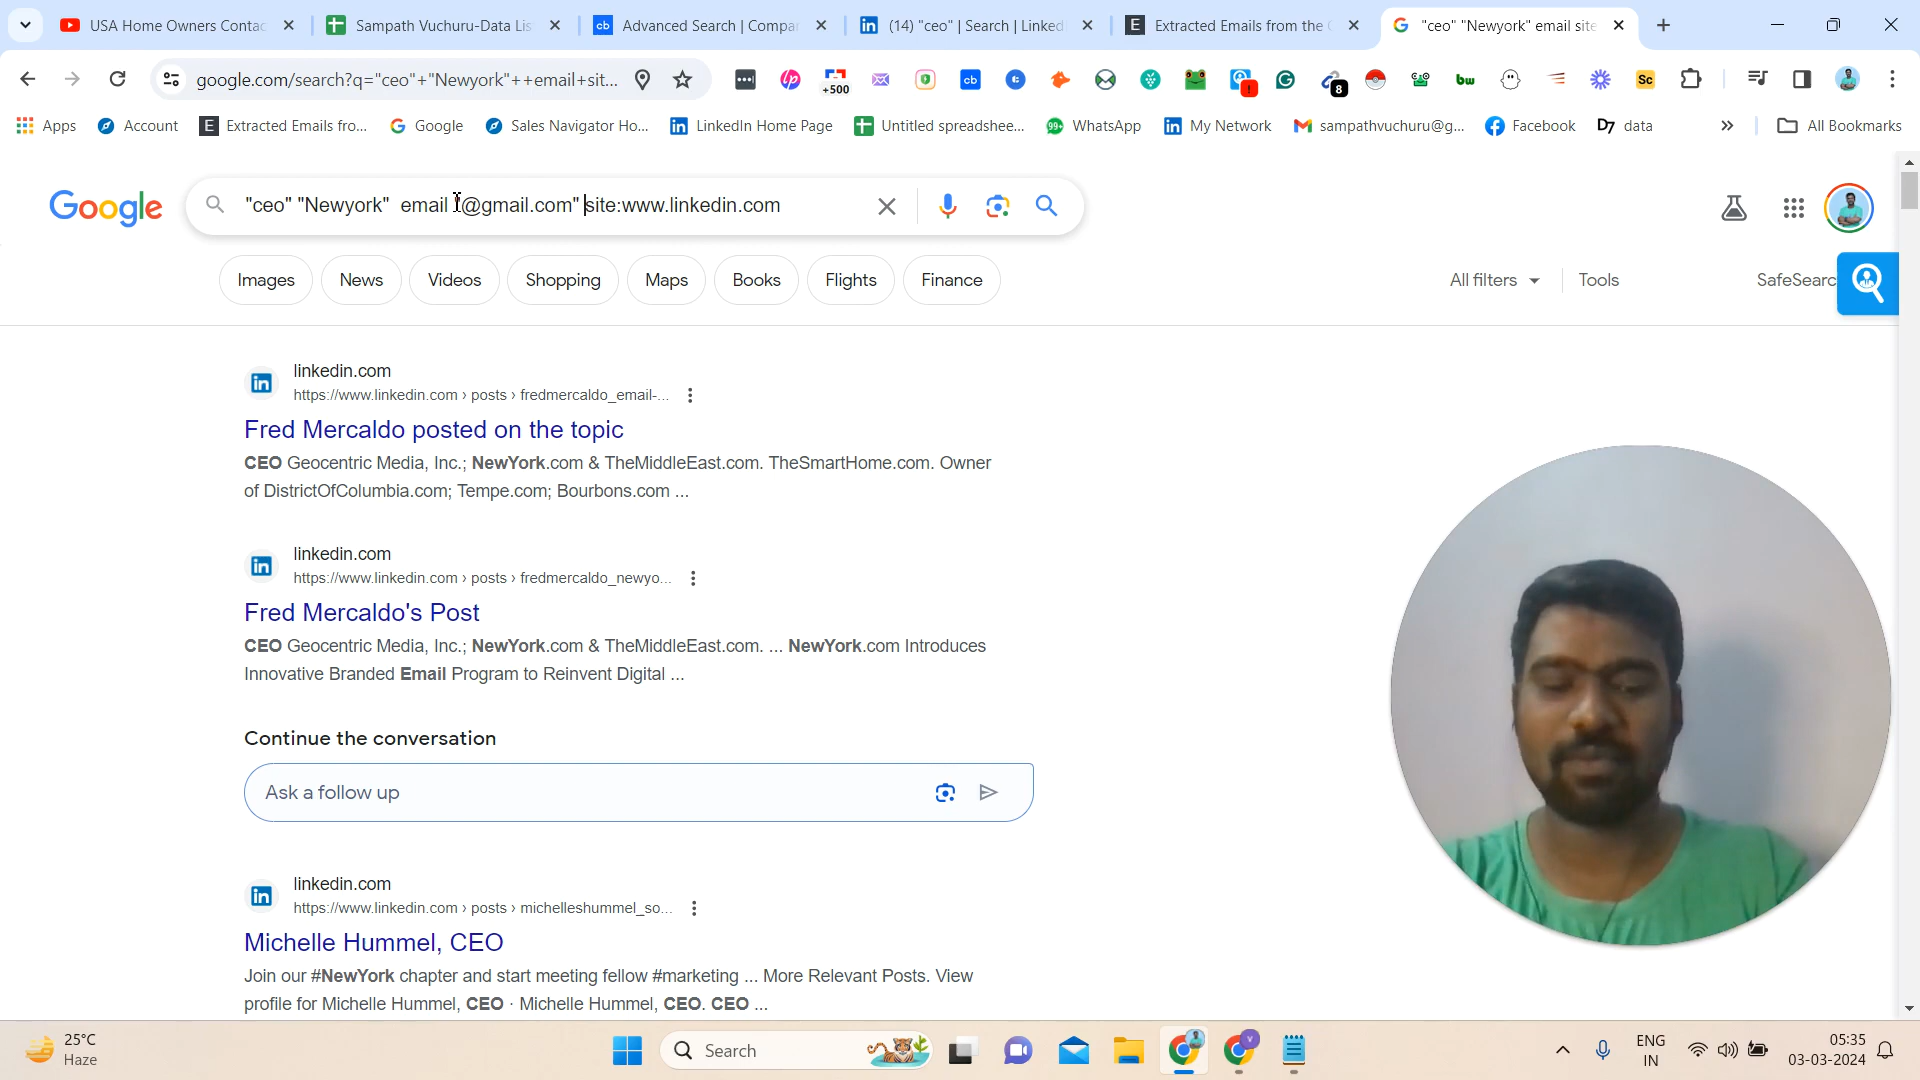 USA Home Owners Contac
Sampath Vuchuru-Data Lis
cb Advanced Search | Compan
(14) "ceo" | Search | Linked
E Extracted Emails from the G
"ceo" "Newyork" email site
google.com/search?q="ceo"+"Newyork"++email+sit...
+500
cb
8
bw
Sc
Apps
Account
E Extracted Emails fro...
Google
Sales Navigator Ho...
LinkedIn Home Page
Untitled spreadshee...
99+ WhatsApp
My Network
sampathvuchuru@g...
Facebook
D7 data
All Bookmarks
Google
"ceo" "Newyork" email "@gmail.com" site:www.linkedin.com
Images
News
Videos
Shopping
Maps
Books
Flights
Finance
All filters
Tools
SafeSearc
linkedin.com
https://www.linkedin.com › posts › fredmercaldo_email-...
Fred Mercaldo posted on the topic
CEO Geocentric Media, Inc.; NewYork.com & TheMiddleEast.com. TheSmartHome.com. Owner
of DistrictOfColumbia.com; Tempe.com; Bourbons.com ...
linkedin.com
https://www.linkedin.com › posts › fredmercaldo_newyo...
Fred Mercaldo's Post
CEO Geocentric Media, Inc.; NewYork.com & TheMiddleEast.com. ... NewYork.com Introduces
Innovative Branded Email Program to Reinvent Digital ...
Continue the conversation
Ask a follow up
linkedin.com
https://www.linkedin.com › posts › michelleshummel_so...
Michelle Hummel, CEO
Join our #NewYork chapter and start meeting fellow #marketing ... More Relevant Posts. View
profile for Michelle Hummel, CEO · Michelle Hummel, CEO. CEO ...
25°C
Haze
Search
ENG
IN
05:35
03-03-2024